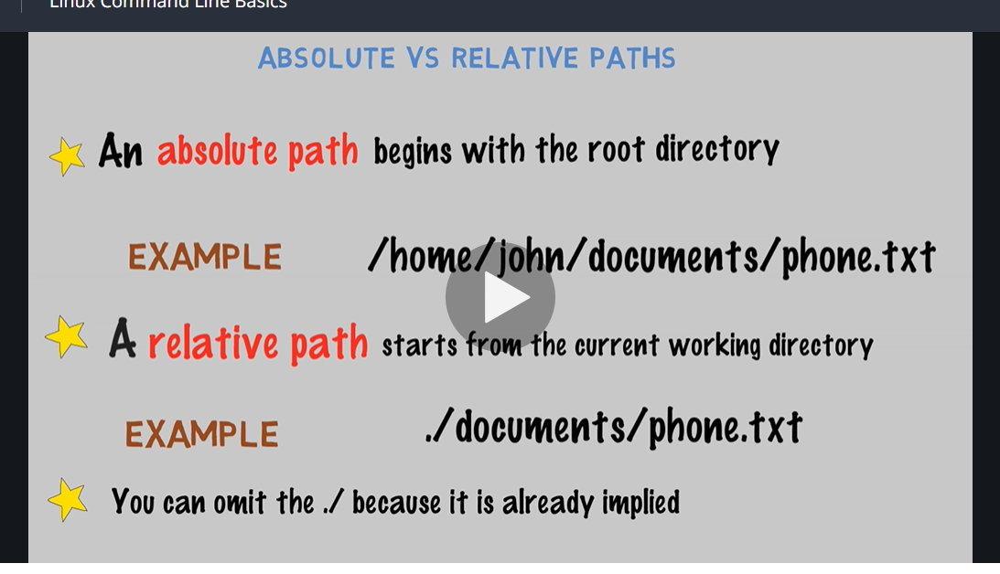 Linux Command Line Basics
ABSOLUTE VS RELATIVE PATHS
An absolute path begins with the root directory
EXAMPLE /home/john/documents/phone.txt
A relative path starts from the current working directory
EXAMPLE ./documents/phone.txt
You can omit the ./ because it is already implied